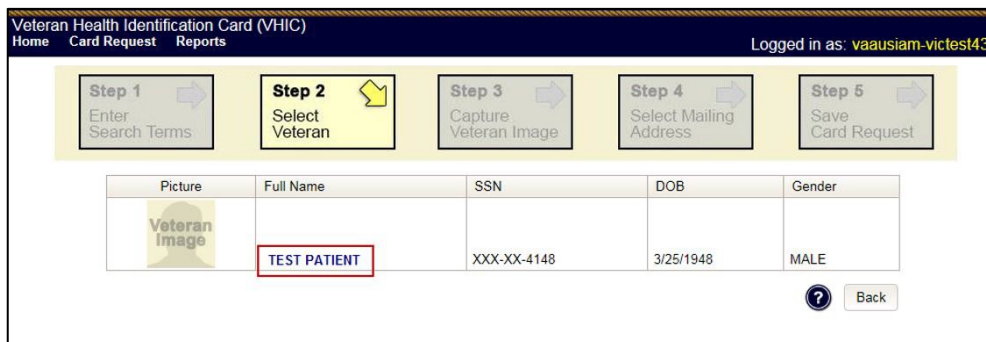 Veteran Health Identification Card (VHIC)
Home Card Request Reports
Logged in as: vaausiam-victest43
Step 1
Enter
Search Terms
Step 2
Select
Veteran
Step 3
Capture
Veteran Image
Step 4
Select Mailing
Address
Step 5
Save
Card Request
Picture Full Name SSN DOB Gender
Veteran
Image
TEST PATIENT XXX-XX-4148 3/25/1948 MALE
? Back